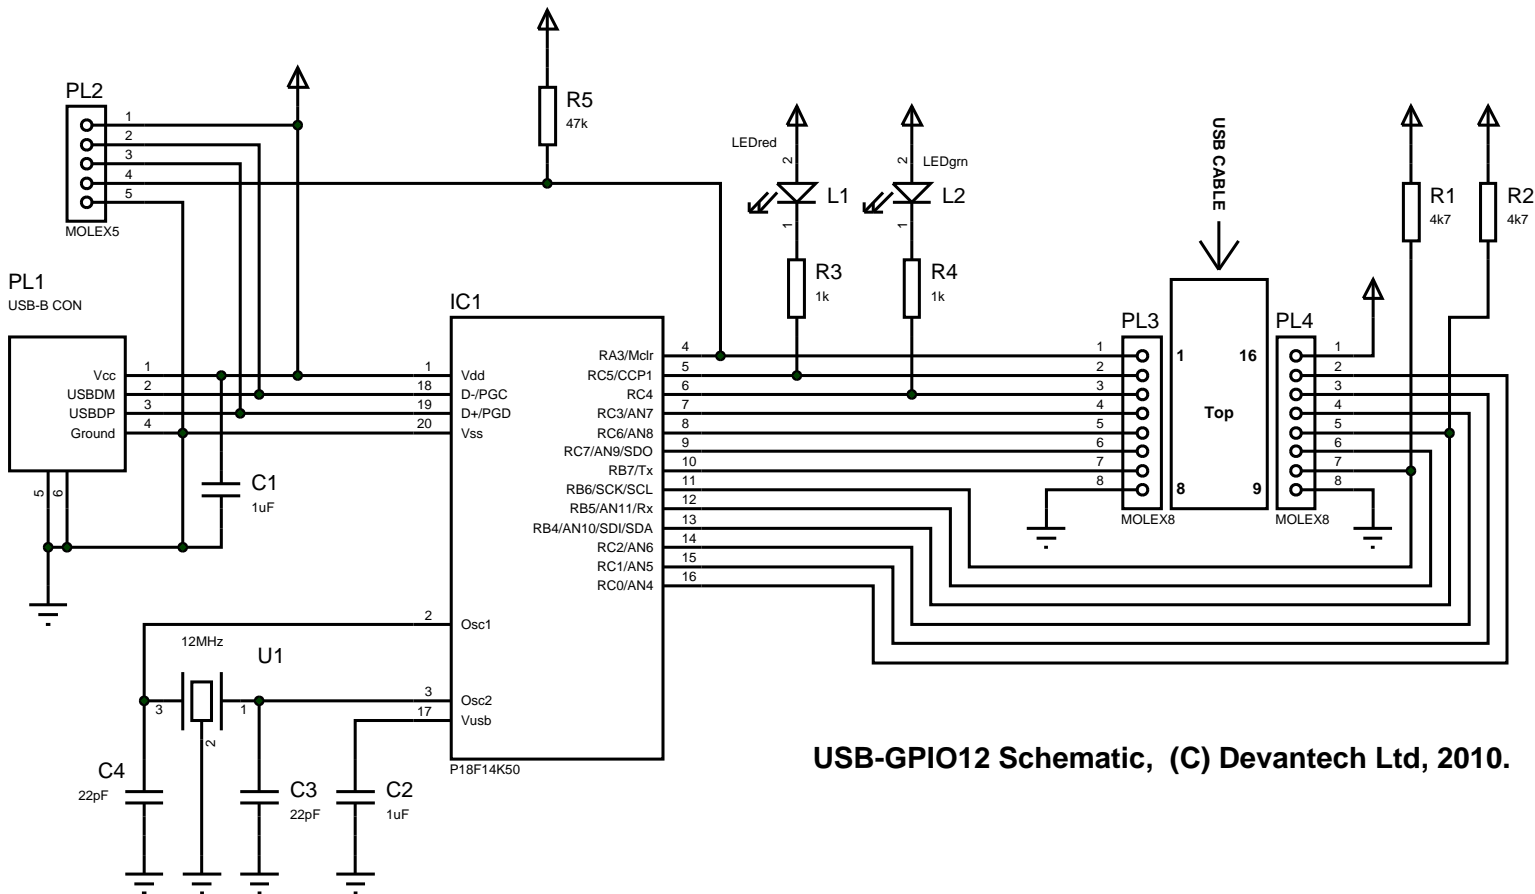 PL2
1
2
3
4
5
MOLEX5
R5
47k
LEDred
2
L1
1
R3
1k
LEDgrn
2
L2
1
R4
1k
USB CABLE
R1
4k7
R2
4k7
PL1
USB-B CON
Vcc 1
USBDM 2
USBDP 3
Ground 4
5
6
C1
1uF
IC1
1 Vdd
18 D-/PGC
19 D+/PGD
20 Vss
2 Osc1
3 Osc2
17 Vusb
RA3/Mclr 4
RC5/CCP1 5
RC4 6
RC3/AN7 7
RC6/AN8 8
RC7/AN9/SDO 9
RB7/Tx 10
RB6/SCK/SCL 11
RB5/AN11/Rx 12
RB4/AN10/SDI/SDA 13
RC2/AN6 14
RC1/AN5 15
RC0/AN4 16
P18F14K50
PL3
1
2
3
4
5
6
7
8
MOLEX8
1 16
Top
8 9
PL4
1
2
3
4
5
6
7
8
MOLEX8
12MHz
U1
3
1
2
C4
22pF
C3
22pF
C2
1uF
USB-GPIO12 Schematic, (C) Devantech Ltd, 2010.